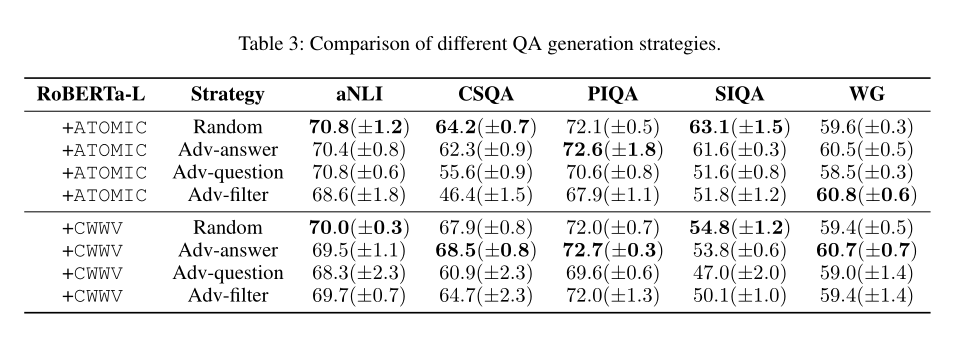 Table 3: Comparison of different QA generation strategies.
RoBERTa-L Strategy aNLI CSQA PIQA SIQA WG
+ATOMIC Random 70.8(±1.2) 64.2(±0.7) 72.1(±0.5) 63.1(±1.5) 59.6(±0.3)
+ATOMIC Adv-answer 70.4(±0.8) 62.3(±0.9) 72.6(±1.8) 61.6(±0.3) 60.5(±0.5)
+ATOMIC Adv-question 70.8(±0.6) 55.6(±0.9) 70.6(±0.8) 51.6(±0.8) 58.5(±0.3)
+ATOMIC Adv-filter 68.6(±1.8) 46.4(±1.5) 67.9(±1.1) 51.8(±1.2) 60.8(±0.6)
+CWWV Random 70.0(±0.3) 67.9(±0.8) 72.0(±0.7) 54.8(±1.2) 59.4(±0.5)
+CWWV Adv-answer 69.5(±1.1) 68.5(±0.8) 72.7(±0.3) 53.8(±0.6) 60.7(±0.7)
+CWWV Adv-question 68.3(±2.3) 60.9(±2.3) 69.6(±0.6) 47.0(±2.0) 59.0(±1.4)
+CWWV Adv-filter 69.7(±0.7) 64.7(±2.3) 72.0(±1.3) 50.1(±1.0) 59.4(±1.4)